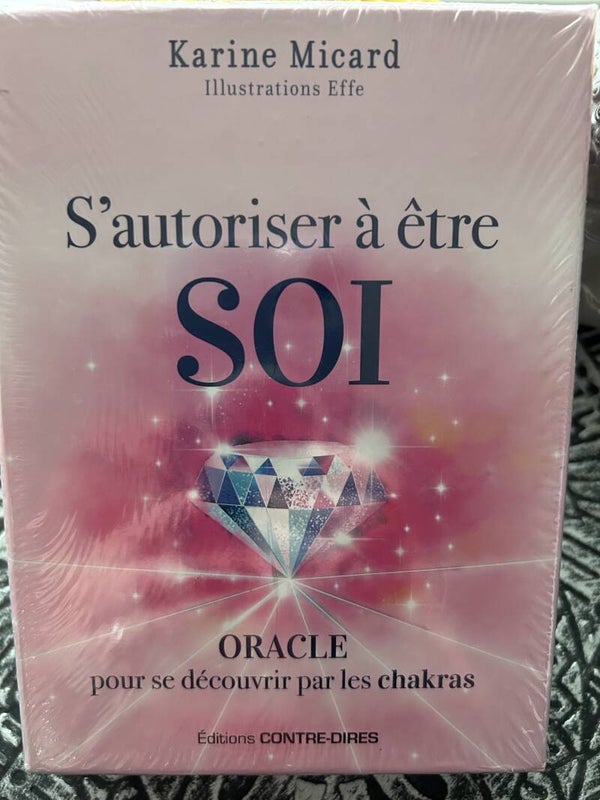 Karine Micard
Illustrations Effe
S’autoriser à être
SOI
ORACLE
pour se découvrir par les chakras
Éditions CONTRE-DIRES